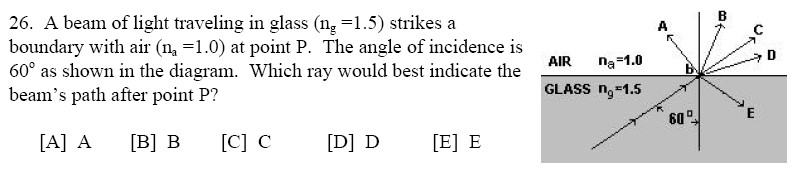 26. A beam of light traveling in glass (ng =1.5) strikes a
boundary with air (na =1.0) at point P. The angle of incidence is
60° as shown in the diagram. Which ray would best indicate the
beam's path after point P?
[A] A [B] B [C] C [D] D [E] E
A
B
C
D
AIR na=1.0
b
GLASS ng=1.5
60°
E